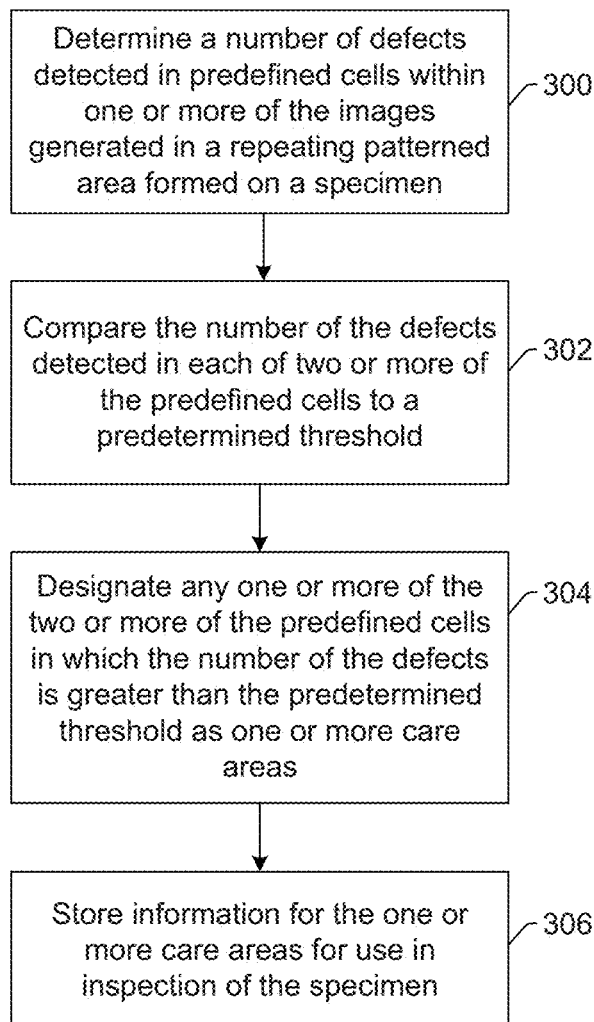 Determine a number of defects
detected in predefined cells within
one or more of the images
generated in a repeating patterned
area formed on a specimen
300
Compare the number of the defects
detected in each of two or more of
the predefined cells to a
predetermined threshold
302
Designate any one or more of the
two or more of the predefined cells
in which the number of the defects
is greater than the predetermined
threshold as one or more care
areas
304
Store information for the one or
more care areas for use in
inspection of the specimen
306